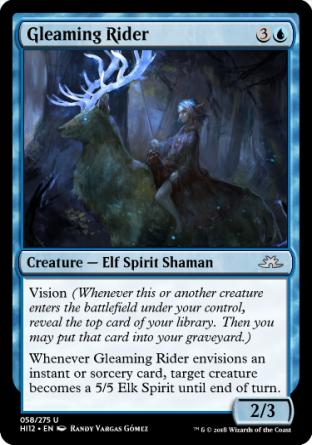 Gleaming Rider 3
Creature — Elf Spirit Shaman
Vision (Whenever this or another creature
enters the battlefield under your control,
reveal the top card of your library. Then you
may put that card into your graveyard.)
Whenever Gleaming Rider envisions an
instant or sorcery card, target creature
becomes a 5/5 Elk Spirit until end of turn.
2/3
058/275 U
HI12 • EN Randy Vargas Gómez
™ & © 2018 Wizards of the Coast